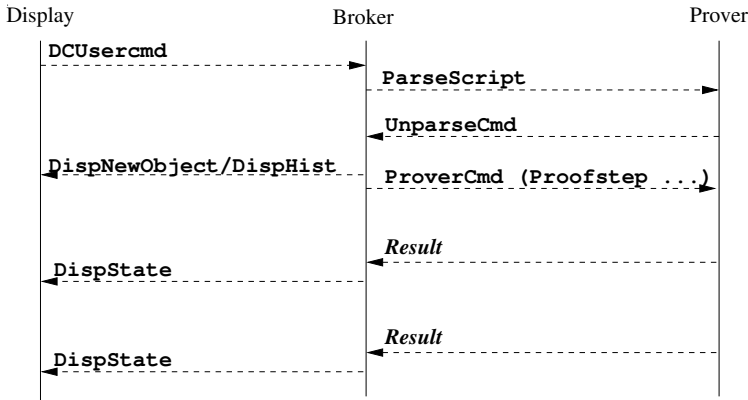 Display Broker Prover
DCUsercmd
ParseScript
UnparseCmd
DispNewObject/DispHist
ProverCmd (Proofstep ...)
Result
DispState
Result
DispState